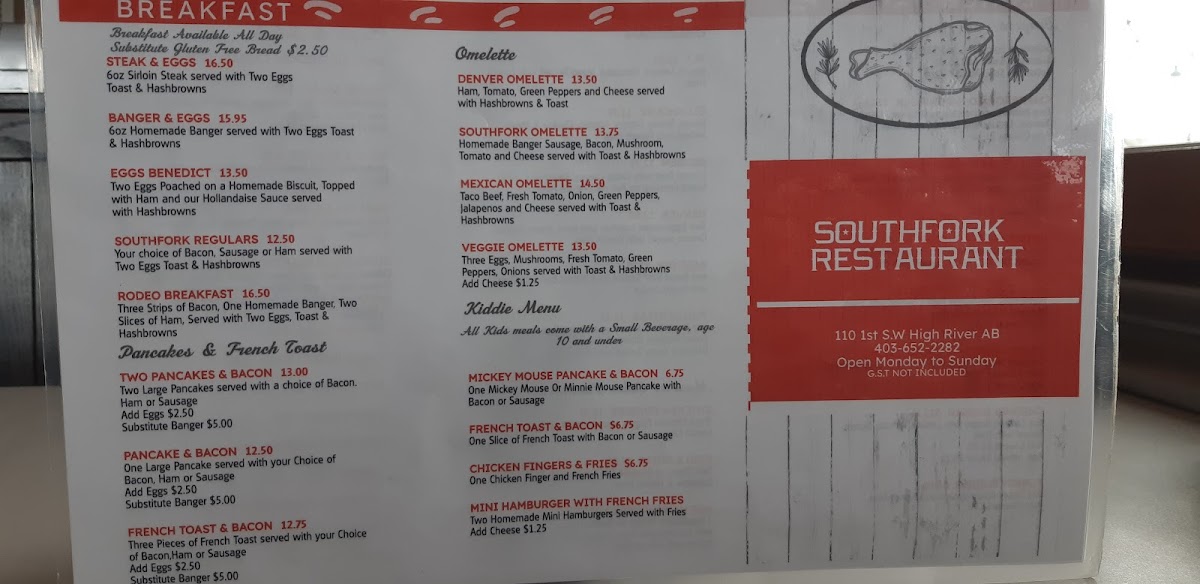 BREAKFAST
Breakfast Available All Day
Substitute Gluten Free Bread $2.50
STEAK & EGGS 16.50
6oz Sirloin Steak served with Two Eggs
Toast & Hashbrowns
BANGER & EGGS 15.95
6oz Homemade Banger served with Two Eggs Toast
& Hashbrowns
EGGS BENEDICT 13.50
Two Eggs Poached on a Homemade Biscuit, Topped
with Ham and our Hollandaise Sauce served
with Hashbrowns
SOUTHFORK REGULARS 12.50
Your choice of Bacon, Sausage or Ham served with
Two Eggs Toast & Hashbrowns
RODEO BREAKFAST 16.50
Three Strips of Bacon, One Homemade Banger, Two
Slices of Ham, Served with Two Eggs, Toast &
Hashbrowns
Pancakes & French Toast
TWO PANCAKES & BACON 13.00
Two Large Pancakes served with a choice of Bacon.
Ham or Sausage
Add Eggs $2.50
Substitute Banger $5.00
PANCAKE & BACON 12.50
One Large Pancake served with your Choice of
Bacon, Ham or Sausage
Add Eggs $2.50
Substitute Banger $5.00
FRENCH TOAST & BACON 12.75
Three Pieces of French Toast served with your Choice
of Bacon,Ham or Sausage
Add Eggs $2.50
Substitute Banger $5.00
Omelette
DENVER OMELETTE 13.50
Ham, Tomato, Green Peppers and Cheese served
with Hashbrowns & Toast
SOUTHFORK OMELETTE 13.75
Homemade Banger Sausage, Bacon, Mushroom,
Tomato and Cheese served with Toast & Hashbrowns
MEXICAN OMELETTE 14.50
Taco Beef, Fresh Tomato, Onion, Green Peppers,
Jalapenos and Cheese served with Toast &
Hashbrowns
VEGGIE OMELETTE 13.50
Three Eggs, Mushrooms, Fresh Tomato, Green
Peppers, Onions served with Toast & Hashbrowns
Add Cheese $1.25
Kiddie Menu
All Kids meals come with a Small Beverage, age
10 and under
MICKEY MOUSE PANCAKE & BACON 6.75
One Mickey Mouse Or Minnie Mouse Pancake with
Bacon or Sausage
FRENCH TOAST & BACON $6.75
One Slice of French Toast with Bacon or Sausage
CHICKEN FINGERS & FRIES $6.75
One Chicken Finger and French Fries
MINI HAMBURGER WITH FRENCH FRIES
Two Homemade Mini Hamburgers Served with Fries
Add Cheese $1.25
SOUTHFORK
RESTAURANT
110 1st S.W High River AB
403-652-2282
Open Monday to Sunday
G.S.T NOT INCLUDED